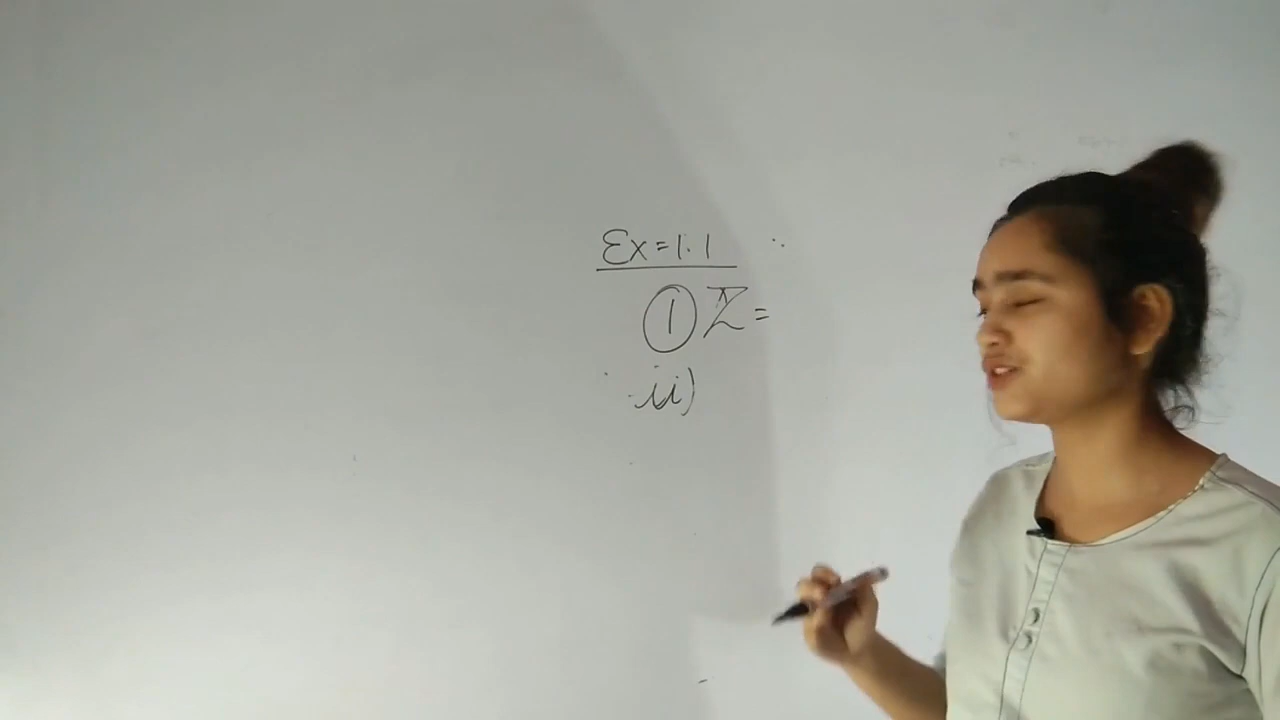 Ex=1.1
① Z=
ii)